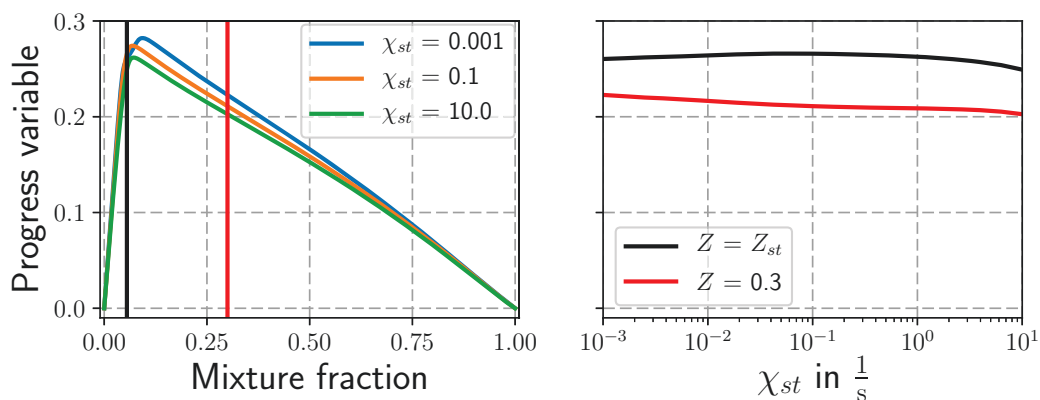 Progress variable
0.3
0.2
0.1
0.0
χst = 0.001
χst = 0.1
χst = 10.0
0.00 0.25 0.50 0.75 1.00
Mixture fraction
Z = Zst
Z = 0.3
10⁻³ 10⁻² 10⁻¹ 10⁰ 10¹
χst in 1/s